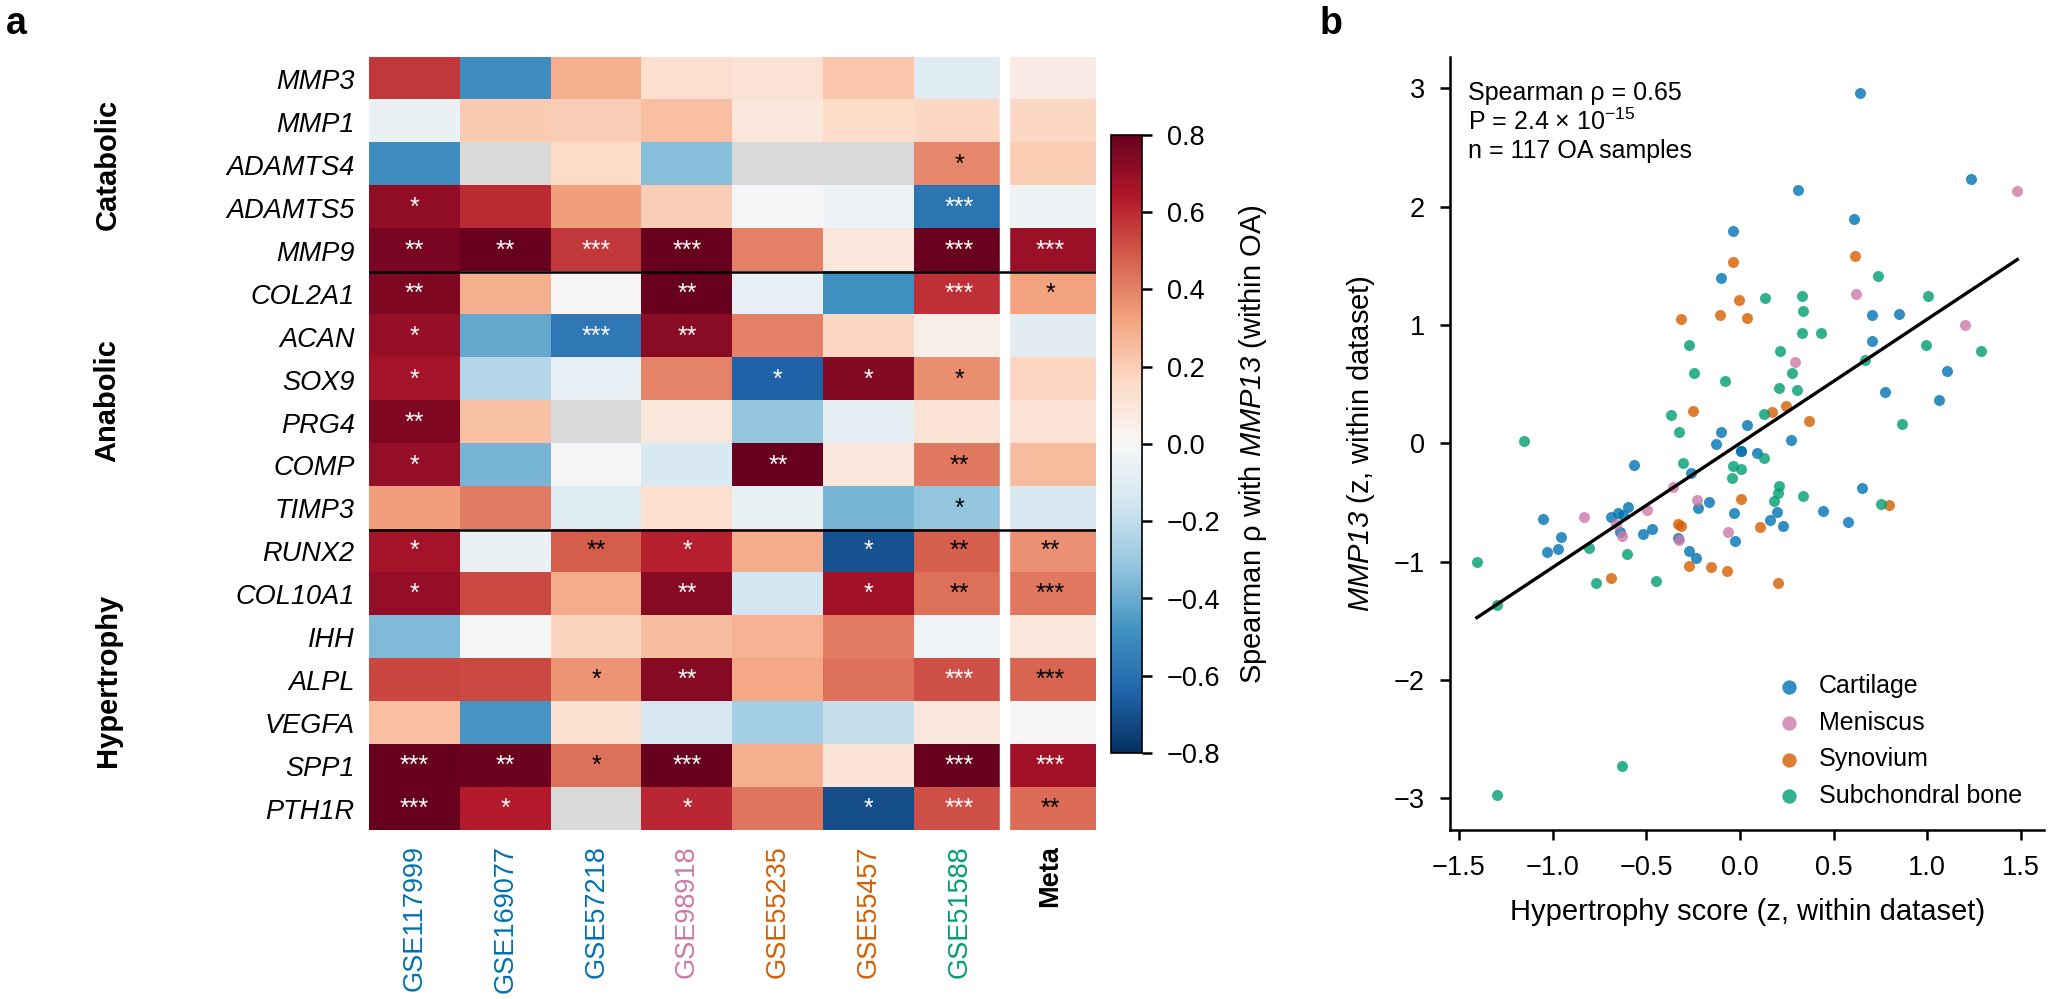 a
Catabolic
Anabolic
Hypertrophy
MMP3
MMP1
ADAMTS4
*
ADAMTS5
* ***
MMP9
** ** *** *** *** ***
COL2A1
** ** *** *
ACAN
* *** **
SOX9
* * * *
PRG4
**
COMP
* ** **
TIMP3
*
RUNX2
* ** * * ** **
COL10A1
* ** * ** ***
IHH
ALPL
* ** *** ***
VEGFA
SPP1
*** ** * *** *** ***
PTH1R
*** * * * *** **
GSE117999
GSE169077
GSE57218
GSE98918
GSE55235
GSE55457
GSE51588
Meta
0.8
0.6
0.4
0.2
0.0
−0.2
−0.4
−0.6
−0.8
Spearman ρ with MMP13 (within OA)
b
Spearman ρ = 0.65
P = 2.4 × 10⁻¹⁵
n = 117 OA samples
3
2
1
0
−1
−2
−3
MMP13 (z, within dataset)
Cartilage
Meniscus
Synovium
Subchondral bone
−1.5 −1.0 −0.5 0.0 0.5 1.0 1.5
Hypertrophy score (z, within dataset)